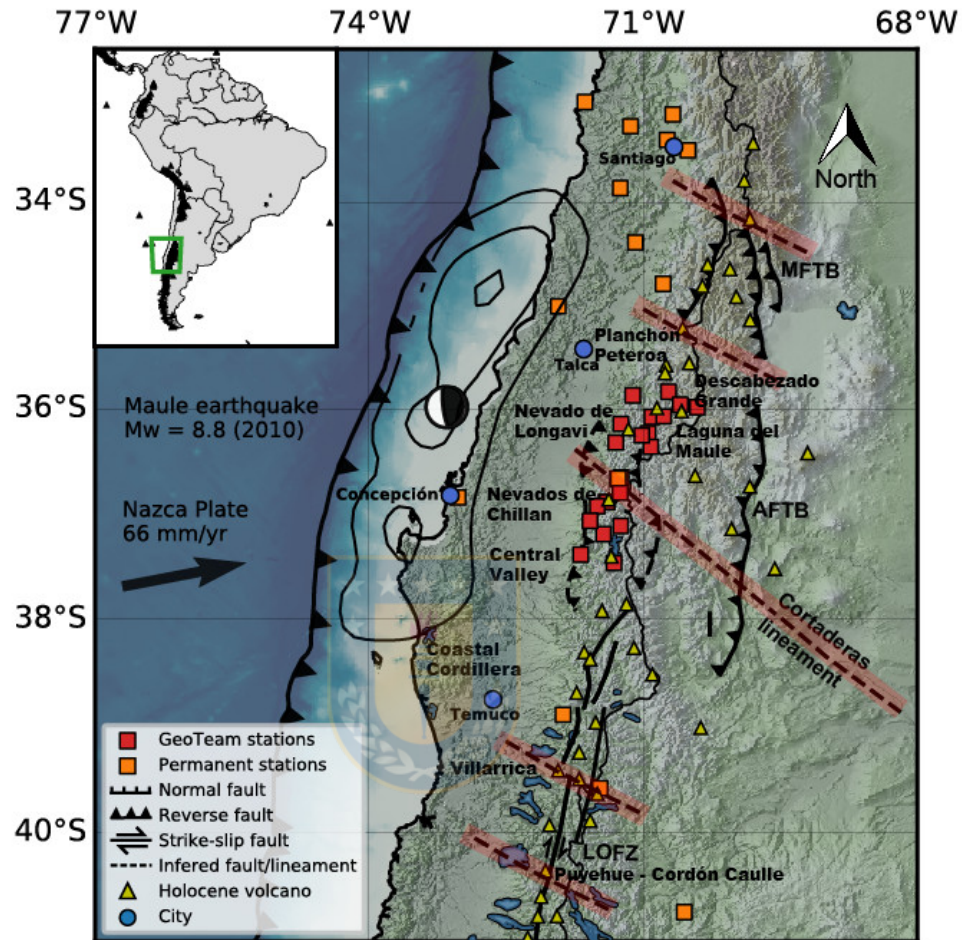 77°W 74°W 71°W 68°W
Santiago
North
34°S
MFTB
Planchon
Peteroa
Talca
Descabezado
Grande
36°S
Maule earthquake
Mw = 8.8 (2010)
Nevado de
Longavi
Laguna del
Maule
Concepción
Nevados de
Chillan
Nazca Plate
66 mm/yr
AFTB
Central
Valley
38°S
Cortaderas
lineament
Coastal
Cordillera
Temuco
GeoTeam stations
Permanent stations
Normal fault
Reverse fault
Strike-slip fault
Infered fault/lineament
Holocene volcano
City
Villarrica
40°S
LOFZ
Puyehue - Cordón Caulle